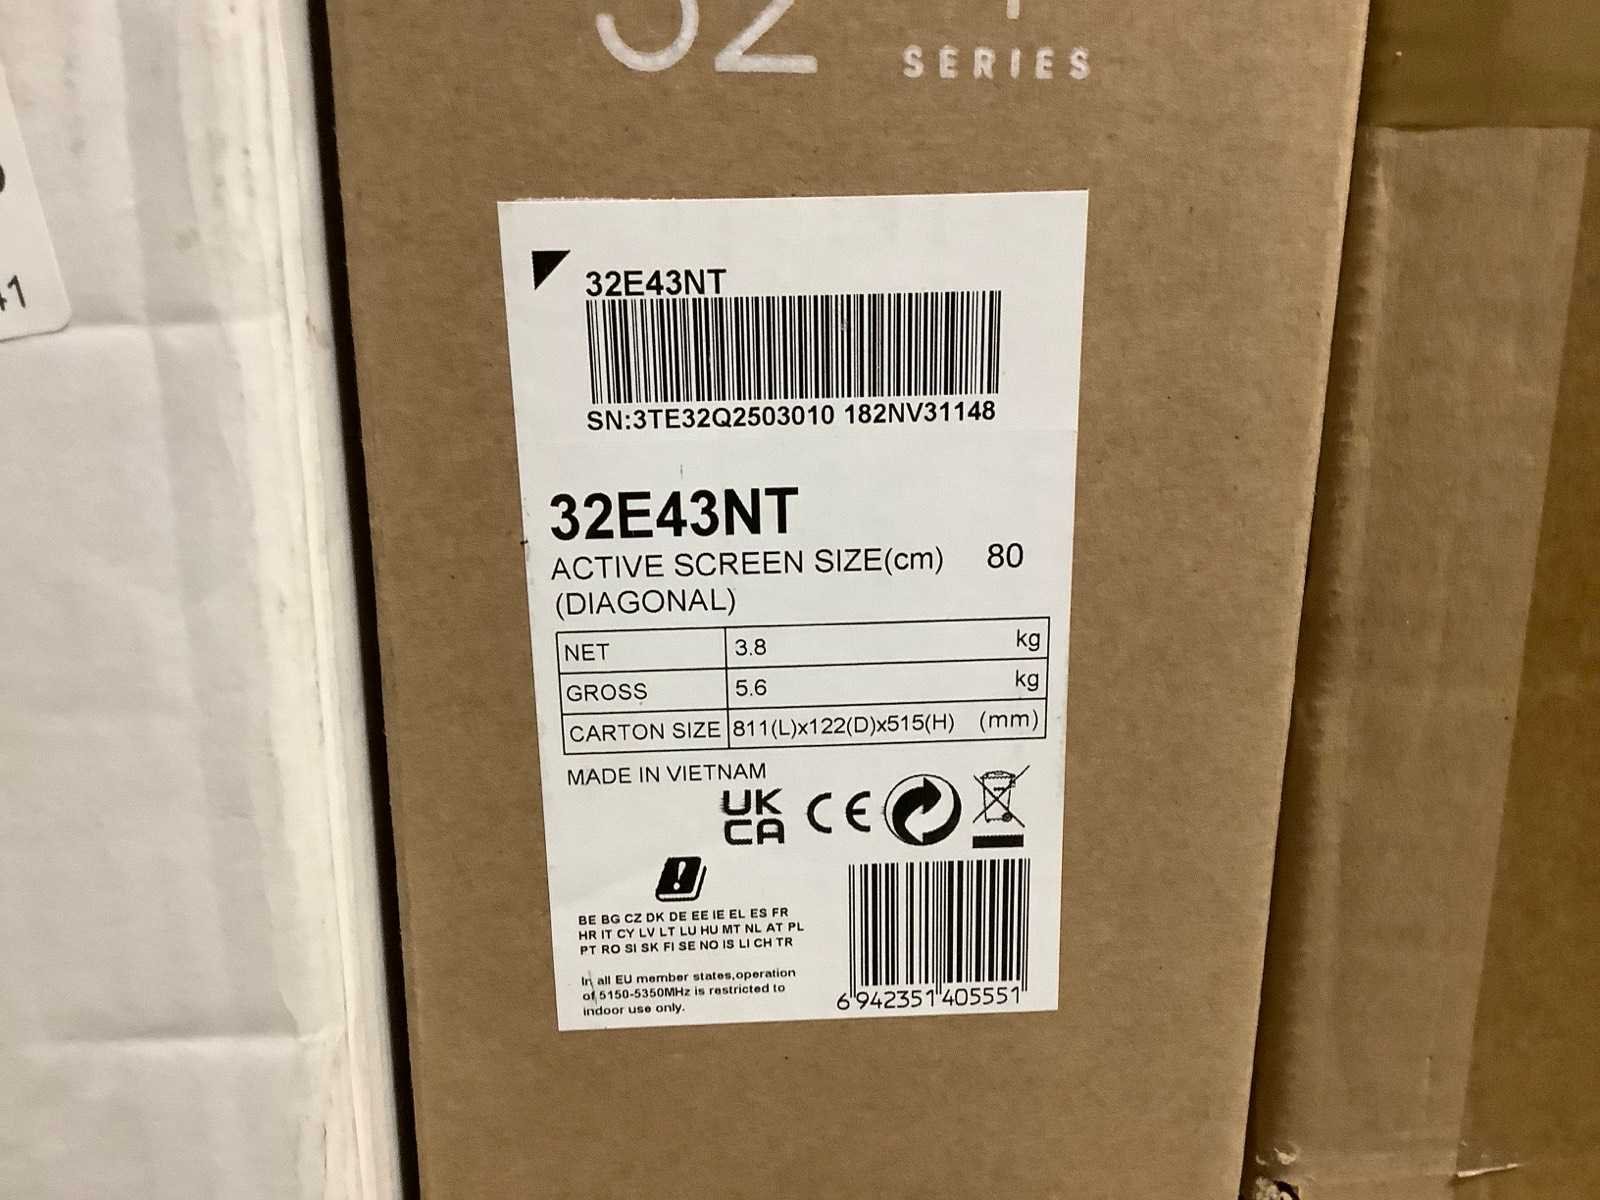 32
SERIES
32E43NT
SN:3TE32Q2503010 182NV31148
32E43NT
ACTIVE SCREEN SIZE(cm) 80
(DIAGONAL)
NET 3.8 kg
GROSS 5.6 kg
CARTON SIZE 811(L)x122(D)x515(H) (mm)
MADE IN VIETNAM
UK
CA CE
BE BG CZ DK DE EE IE EL ES FR
HR IT CY LV LT LU HU MT NL AT PL
PT RO SI SK FI SE NO IS LI CH TR
In all EU member states,operation
of 5150-5350MHz is restricted to
indoor use only.
6 942351 405551